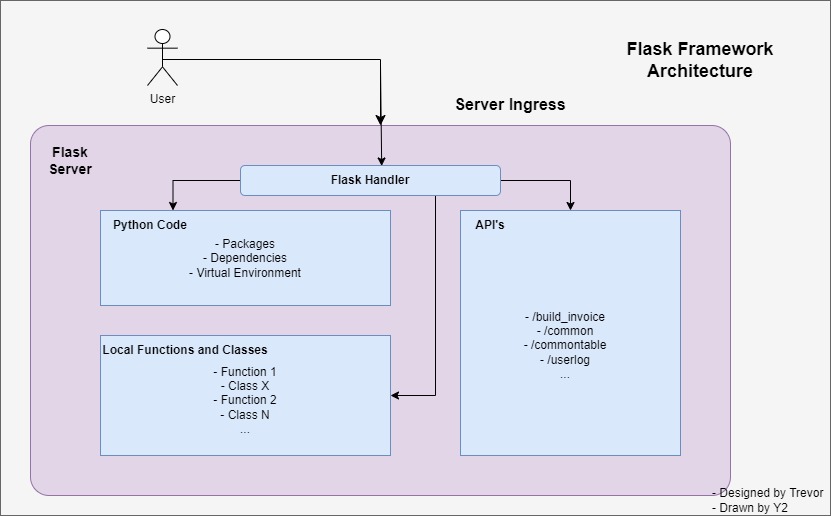 Flask Framework
Architecture
User
Server Ingress
Flask
Server
Flask Handler
Python Code
- Packages
- Dependencies
- Virtual Environment
API's
- /build_invoice
- /common
- /commontable
- /userlog
...
Local Functions and Classes
- Function 1
- Class X
- Function 2
- Class N
...
- Designed by Trevor
- Drawn by Y2